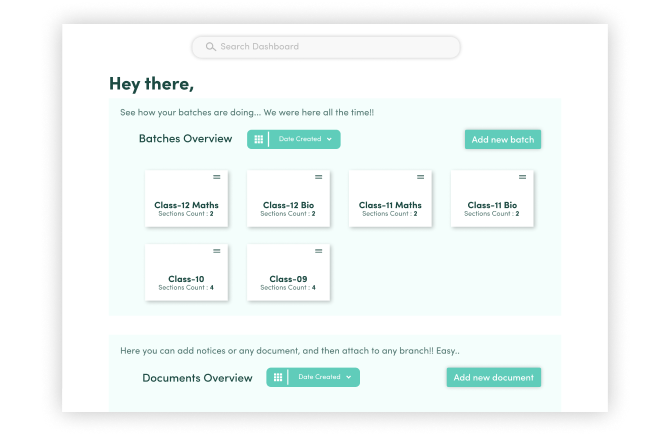 Search Dashboard
Hey there,
See how your batches are doing... We were here all the time!!
Batches Overview
Date Created
Add new batch
Class-12 Maths
Sections Count : 2
Class-12 Bio
Sections Count : 2
Class-11 Maths
Sections Count : 2
Class-11 Bio
Sections Count : 2
Class-10
Sections Count : 4
Class-09
Sections Count : 4
Here you can add notices or any document, and then attach to any branch!! Easy..
Documents Overview
Date Created
Add new document